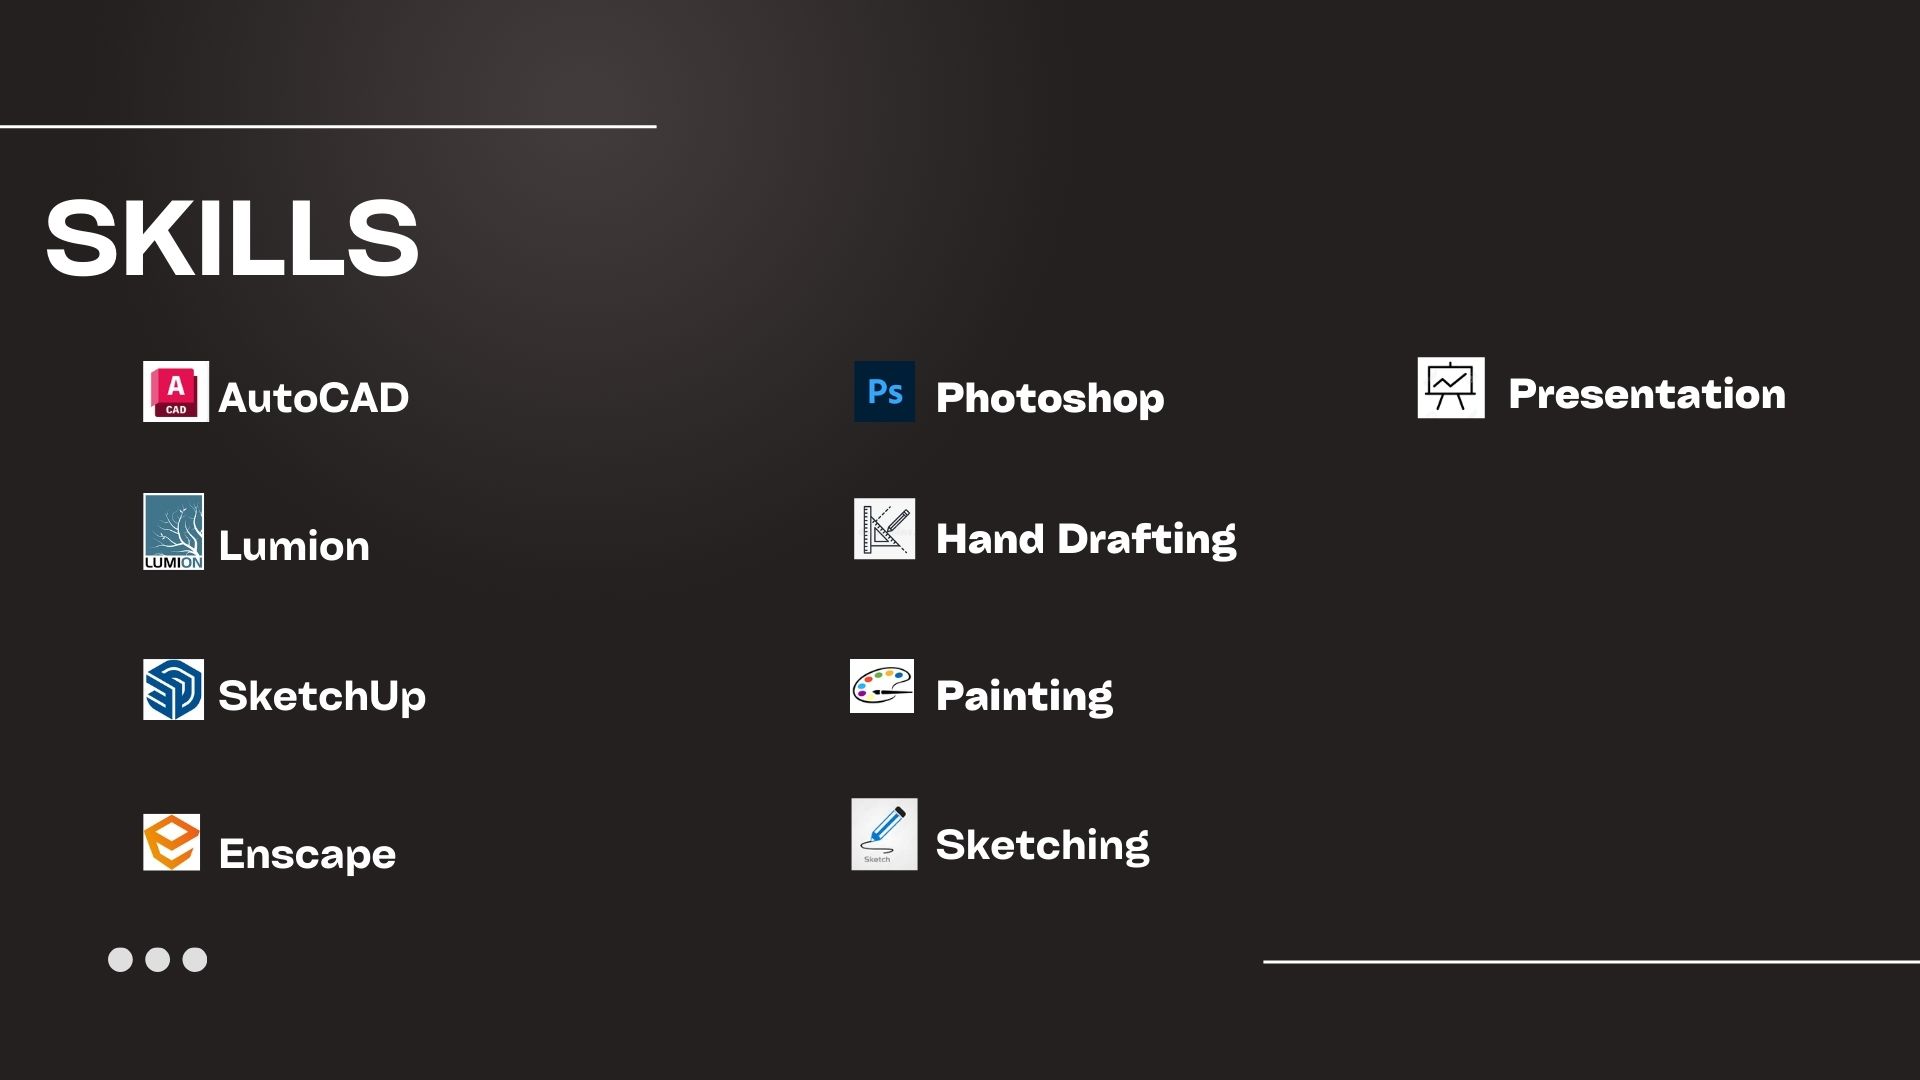 SKILLS
A
CAD
AutoCAD
LUMION
Lumion
SketchUp
Enscape
Ps
Photoshop
Hand Drafting
Painting
Sketch
Sketching
Presentation